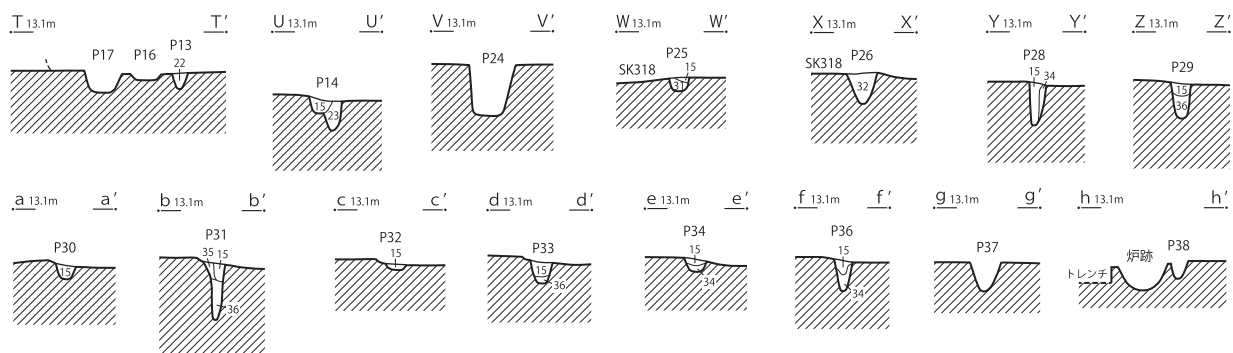 T 13.1m T′
P17 P16 P13
22
U 13.1m U′
P14
15
23
V 13.1m V′
P24
W 13.1m W′
P25
SK318 15
31
X 13.1m X′
P26
SK318
32
Y 13.1m Y′
P28
15 34
Z 13.1m Z′
P29
15
36
a 13.1m a′
P30
15
b 13.1m b′
P31
35 15
36
c 13.1m c′
P32
15
d 13.1m d′
P33
15
36
e 13.1m e′
P34
15
34
f 13.1m f′
P36
15
34
g 13.1m g′
P37
h 13.1m h′
炉跡 P38
トレンチ